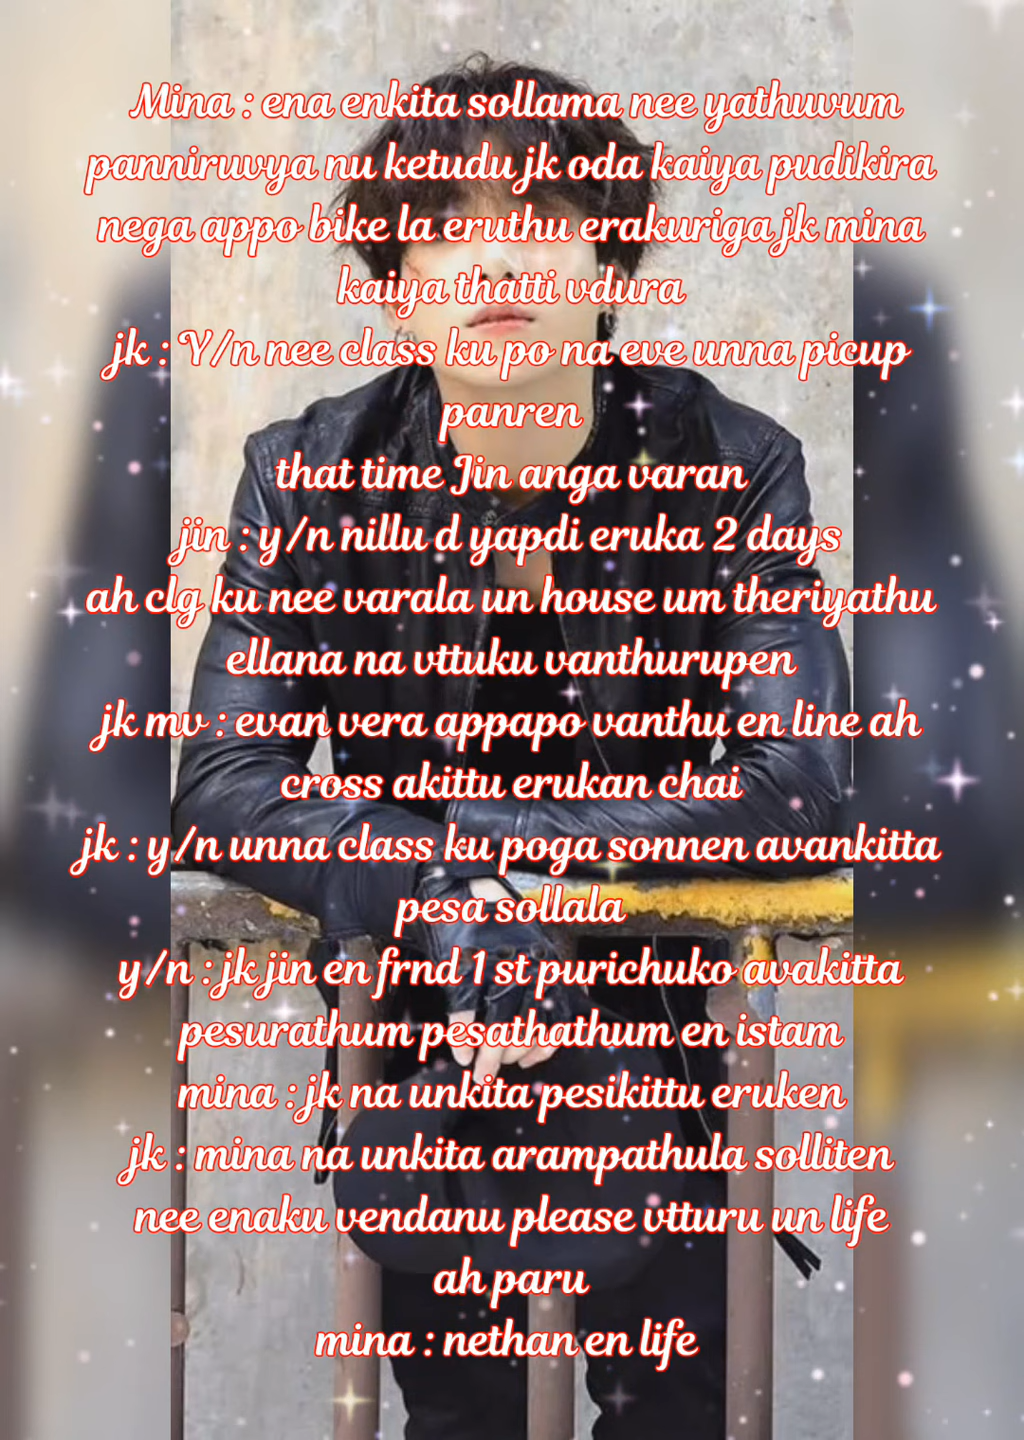 Mina : ena enkita sollama nee yathuvum
panniruvya nu ketudu jk oda kaiya pudikira
nega appo bike la eruthu erakuriga jk mina
kaiya thatti vdura
jk : Y/n nee class ku po na eve unna picup
panren
that time Jin anga varan
jin : y/n nillu d yapdi eruka 2 days
ah clg ku nee varala un house um theriyathu
ellana na vttuku vanthurupen
jk mv : evan vera appapo vanthu en line ah
cross akittu erukan chai
jk : y/n unna class ku poga sonnen avankitta
pesa sollala
y/n : jk jin en frnd 1 st purichuko avakitta
pesurathum pesathathum en istam
mina : jk na unkita pesikittu eruken
jk : mina na unkita arampathula solliten
nee enaku vendanu please vtturu un life
ah paru
mina : nethan en life